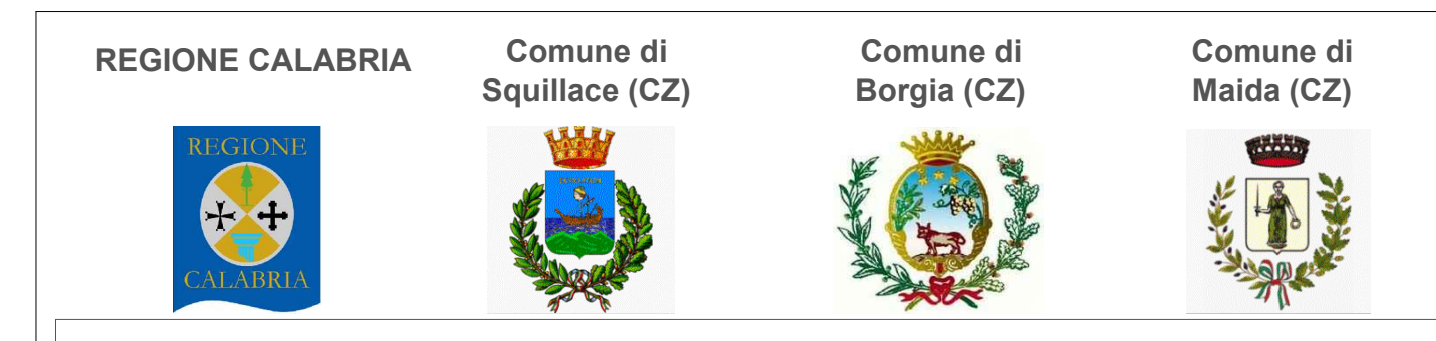 REGIONE CALABRIA
Comune di
Squillace (CZ)
Comune di
Borgia (CZ)
Comune di
Maida (CZ)
REGIONE
CALABRIA